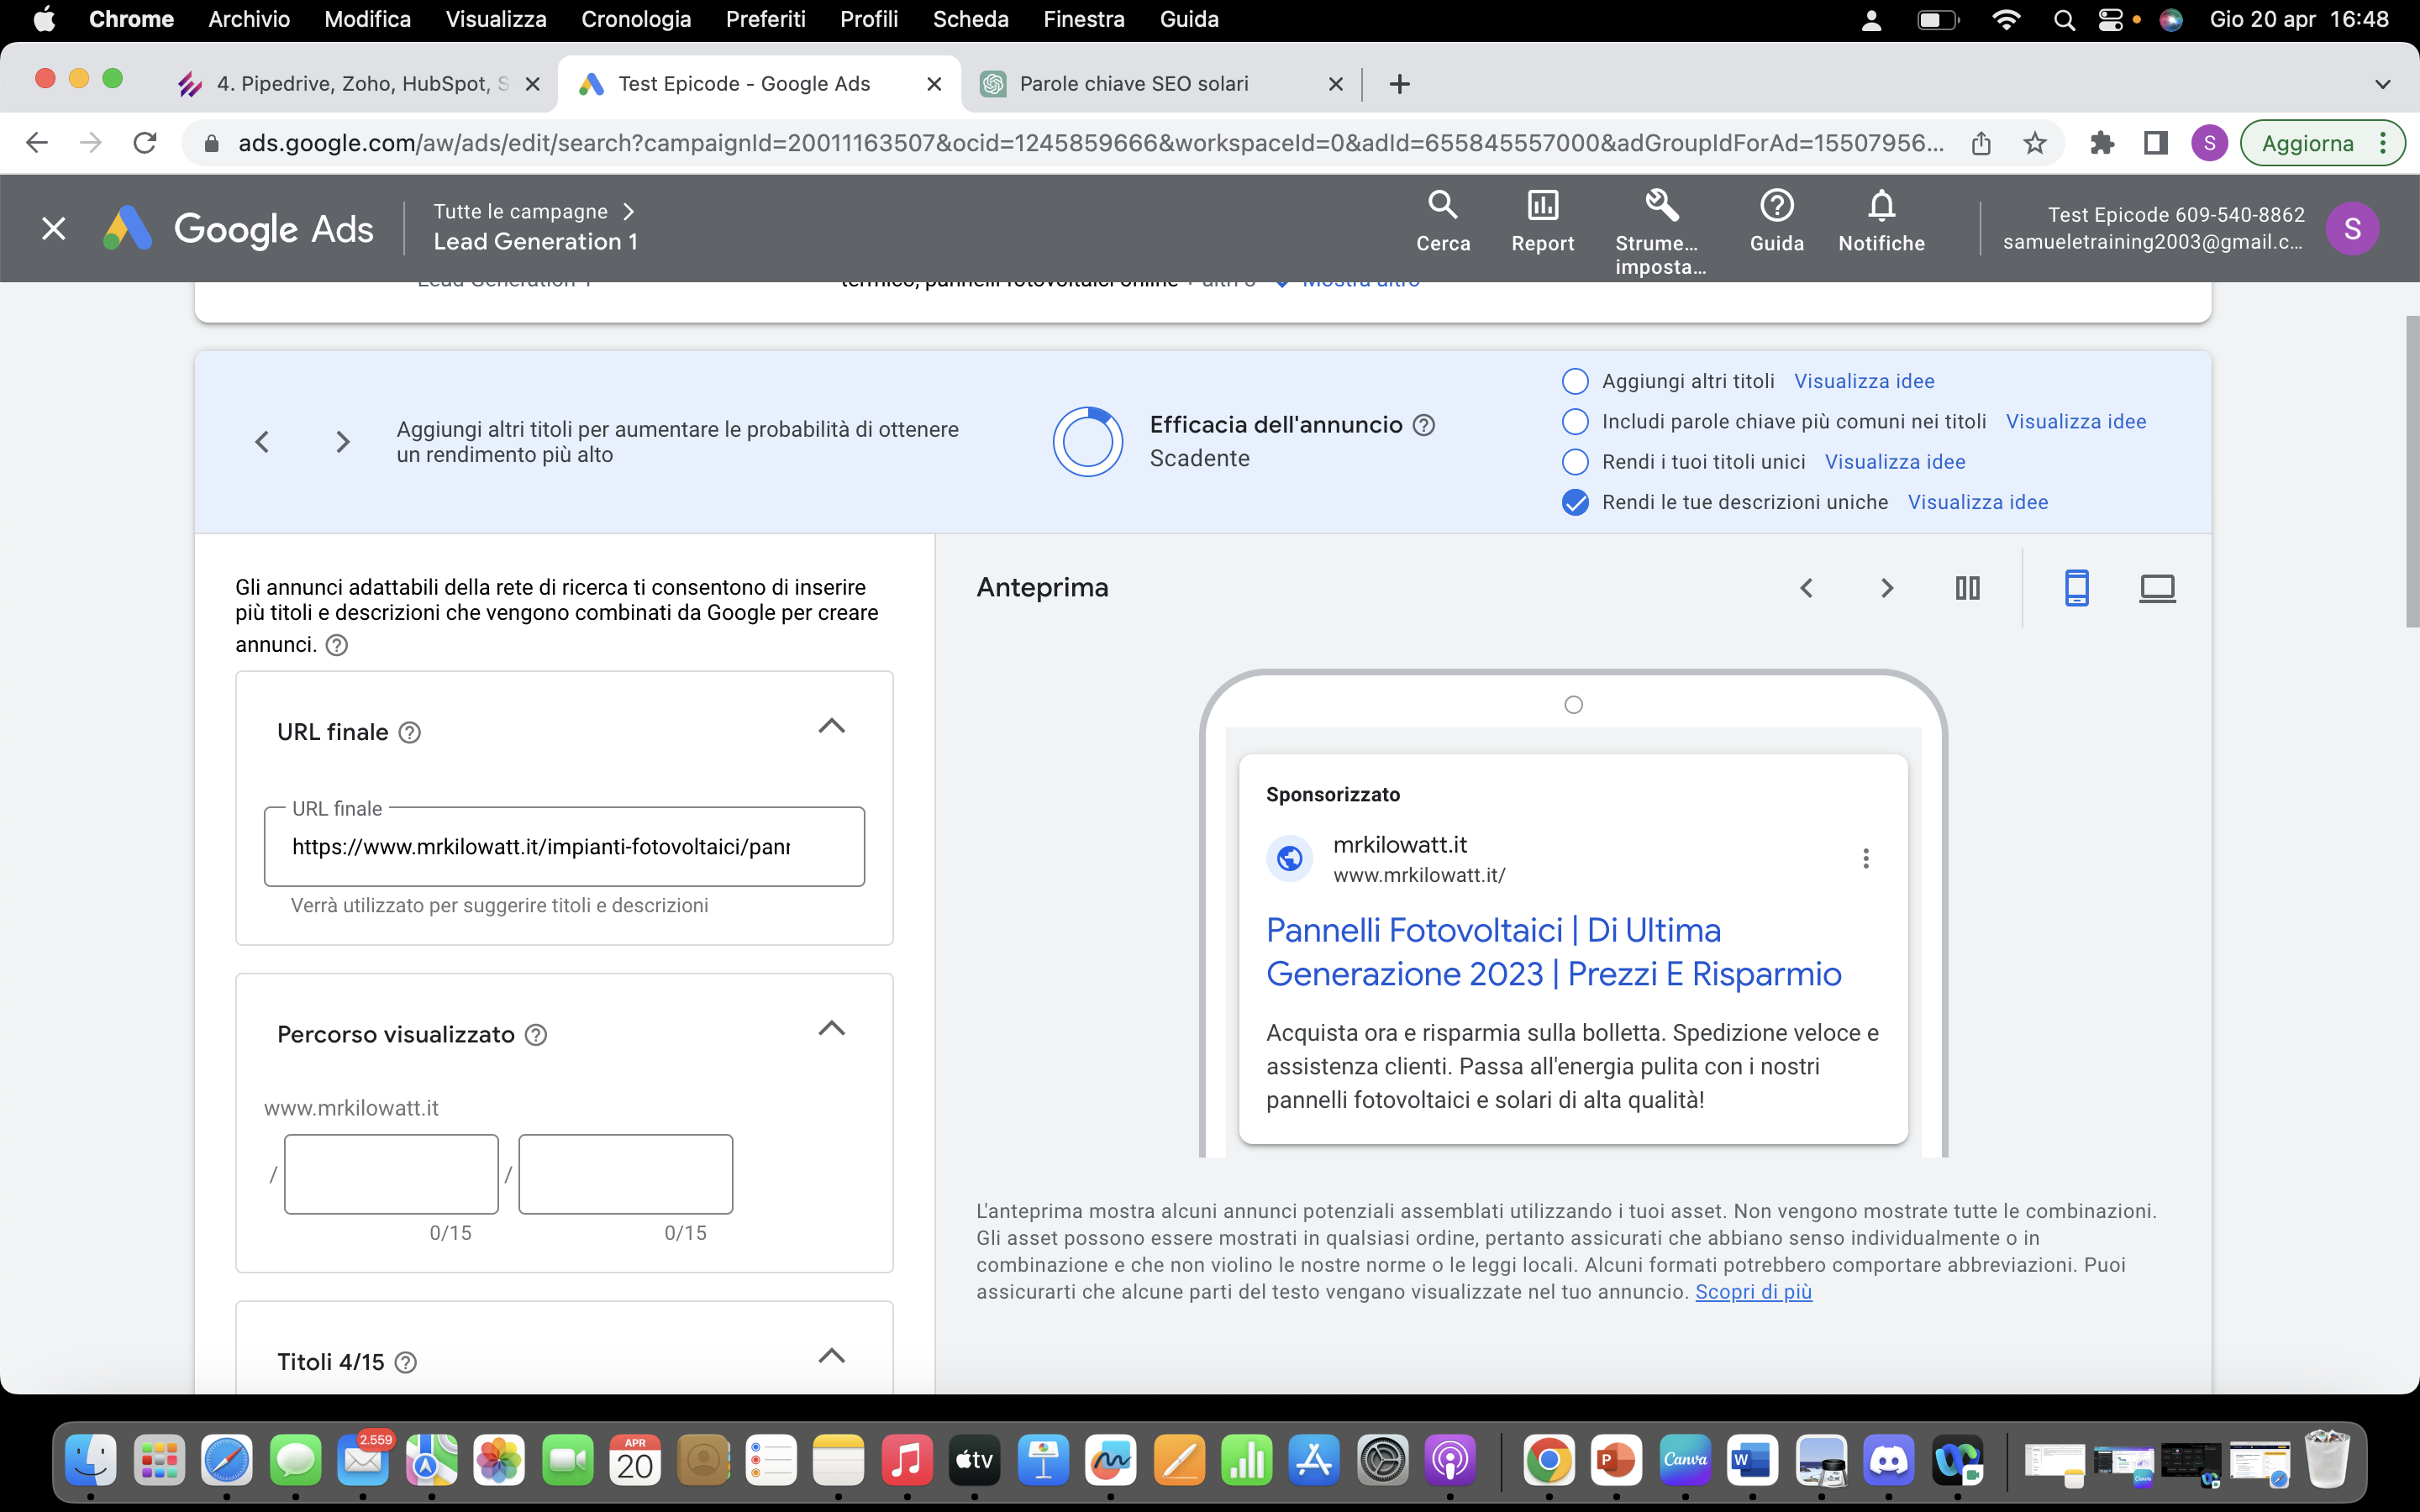 Chrome Archivio Modifica Visualizza Cronologia Preferiti Profili Scheda Finestra Guida Gio 20 apr 16:48
4. Pipedrive, Zoho, HubSpot, S Test Epicode - Google Ads Parole chiave SEO solari
ads.google.com/aw/ads/edit/search?campaignId=20011163507&ocid=1245859666&workspaceId=0&adId=655845557000&adGroupIdForAd=15507956... S Aggiorna
Google Ads
Tutte le campagne
Lead Generation 1
Cerca
Report
Strume...
imposta...
Guida
Notifiche
Test Epicode 609-540-8862
samueletraining2003@gmail.c...
S
Lead Generation 1 termico, pannelli fotovoltaici online + altri 8 Mostra altro
Aggiungi altri titoli per aumentare le probabilità di ottenere
un rendimento più alto
Efficacia dell'annuncio
Scadente
Aggiungi altri titoli Visualizza idee
Includi parole chiave più comuni nei titoli Visualizza idee
Rendi i tuoi titoli unici Visualizza idee
Rendi le tue descrizioni uniche Visualizza idee
Gli annunci adattabili della rete di ricerca ti consentono di inserire
più titoli e descrizioni che vengono combinati da Google per creare
annunci.
URL finale
URL finale
https://www.mrkilowatt.it/impianti-fotovoltaici/pann
Verrà utilizzato per suggerire titoli e descrizioni
Percorso visualizzato
www.mrkilowatt.it
/ /
0/15 0/15
Titoli 4/15
Anteprima
Sponsorizzato
mrkilowatt.it
www.mrkilowatt.it/
Pannelli Fotovoltaici | Di Ultima
Generazione 2023 | Prezzi E Risparmio
Acquista ora e risparmia sulla bolletta. Spedizione veloce e
assistenza clienti. Passa all'energia pulita con i nostri
pannelli fotovoltaici e solari di alta qualità!
L'anteprima mostra alcuni annunci potenziali assemblati utilizzando i tuoi asset. Non vengono mostrate tutte le combinazioni.
Gli asset possono essere mostrati in qualsiasi ordine, pertanto assicurati che abbiano senso individualmente o in
combinazione e che non violino le nostre norme o le leggi locali. Alcuni formati potrebbero comportare abbreviazioni. Puoi
assicurarti che alcune parti del testo vengano visualizzate nel tuo annuncio. Scopri di più
2.559
APR
20
tv
P
Canva
W